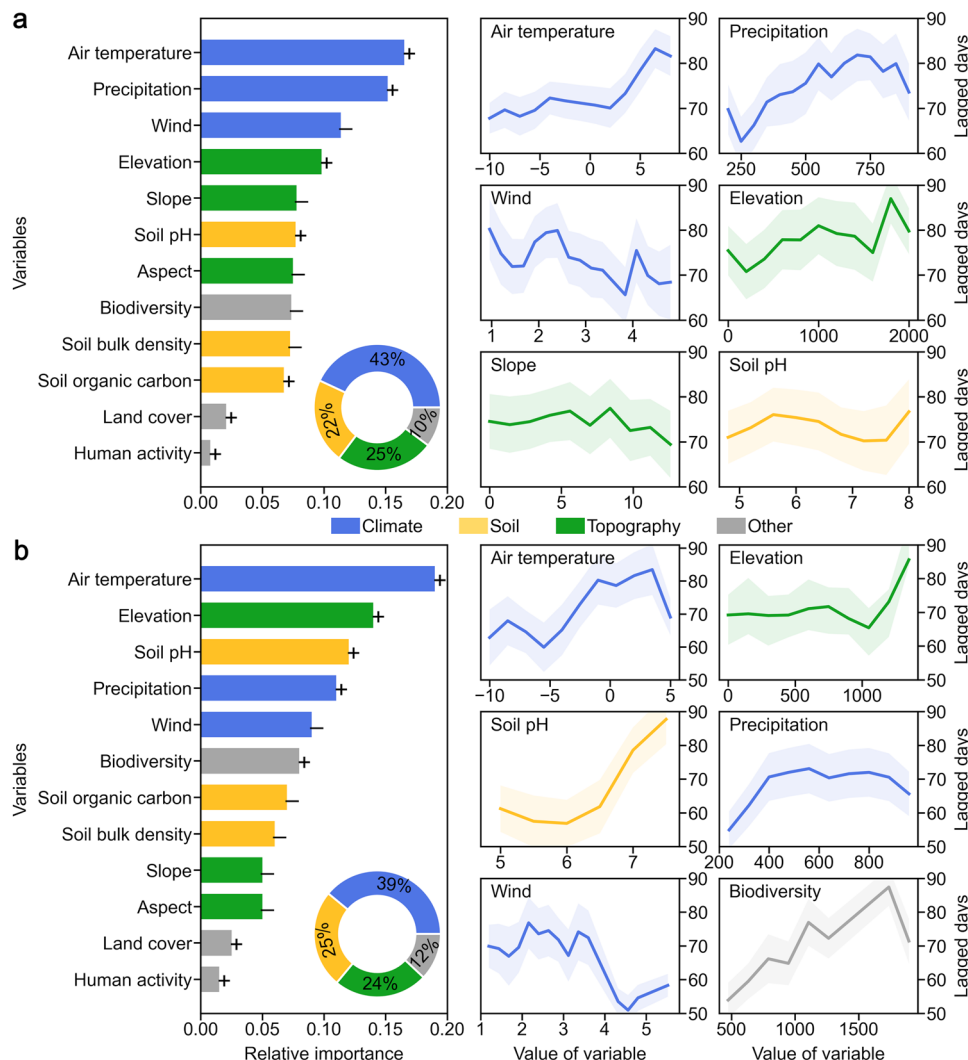 a
Variables
Air temperature
+
Precipitation
+
Wind
—
Elevation
+
Slope
—
Soil pH
+
Aspect
—
Biodiversity
—
Soil bulk density
—
Soil organic carbon
+
Land cover
+
Human activity
+
43%
22%
10%
25%
0.00 0.05 0.10 0.15 0.20
Air temperature
−10 −5 0 5
60 70 80 90
Precipitation
250 500 750
60 70 80 90
Lagged days
Wind
1 2 3 4
60 70 80 90
Elevation
0 1000 2000
60 70 80 90
Lagged days
Slope
0 5 10
60 70 80 90
Soil pH
5 6 7 8
60 70 80 90
Lagged days
Climate Soil Topography Other
b
Variables
Air temperature
+
Elevation
+
Soil pH
+
Precipitation
+
Wind
—
Biodiversity
+
Soil organic carbon
—
Soil bulk density
—
Slope
—
Aspect
—
Land cover
+
Human activity
+
39%
25%
12%
24%
0.00 0.05 0.10 0.15 0.20
Relative importance
Air temperature
−10 −5 0 5
50 60 70 80 90
Elevation
0 500 1000
50 60 70 80 90
Lagged days
Soil pH
5 6 7
50 60 70 80 90
Precipitation
200 400 600 800
50 60 70 80 90
Lagged days
Wind
1 2 3 4 5
50 60 70 80 90
Value of variable
Biodiversity
500 1000 1500
50 60 70 80 90
Lagged days
Value of variable